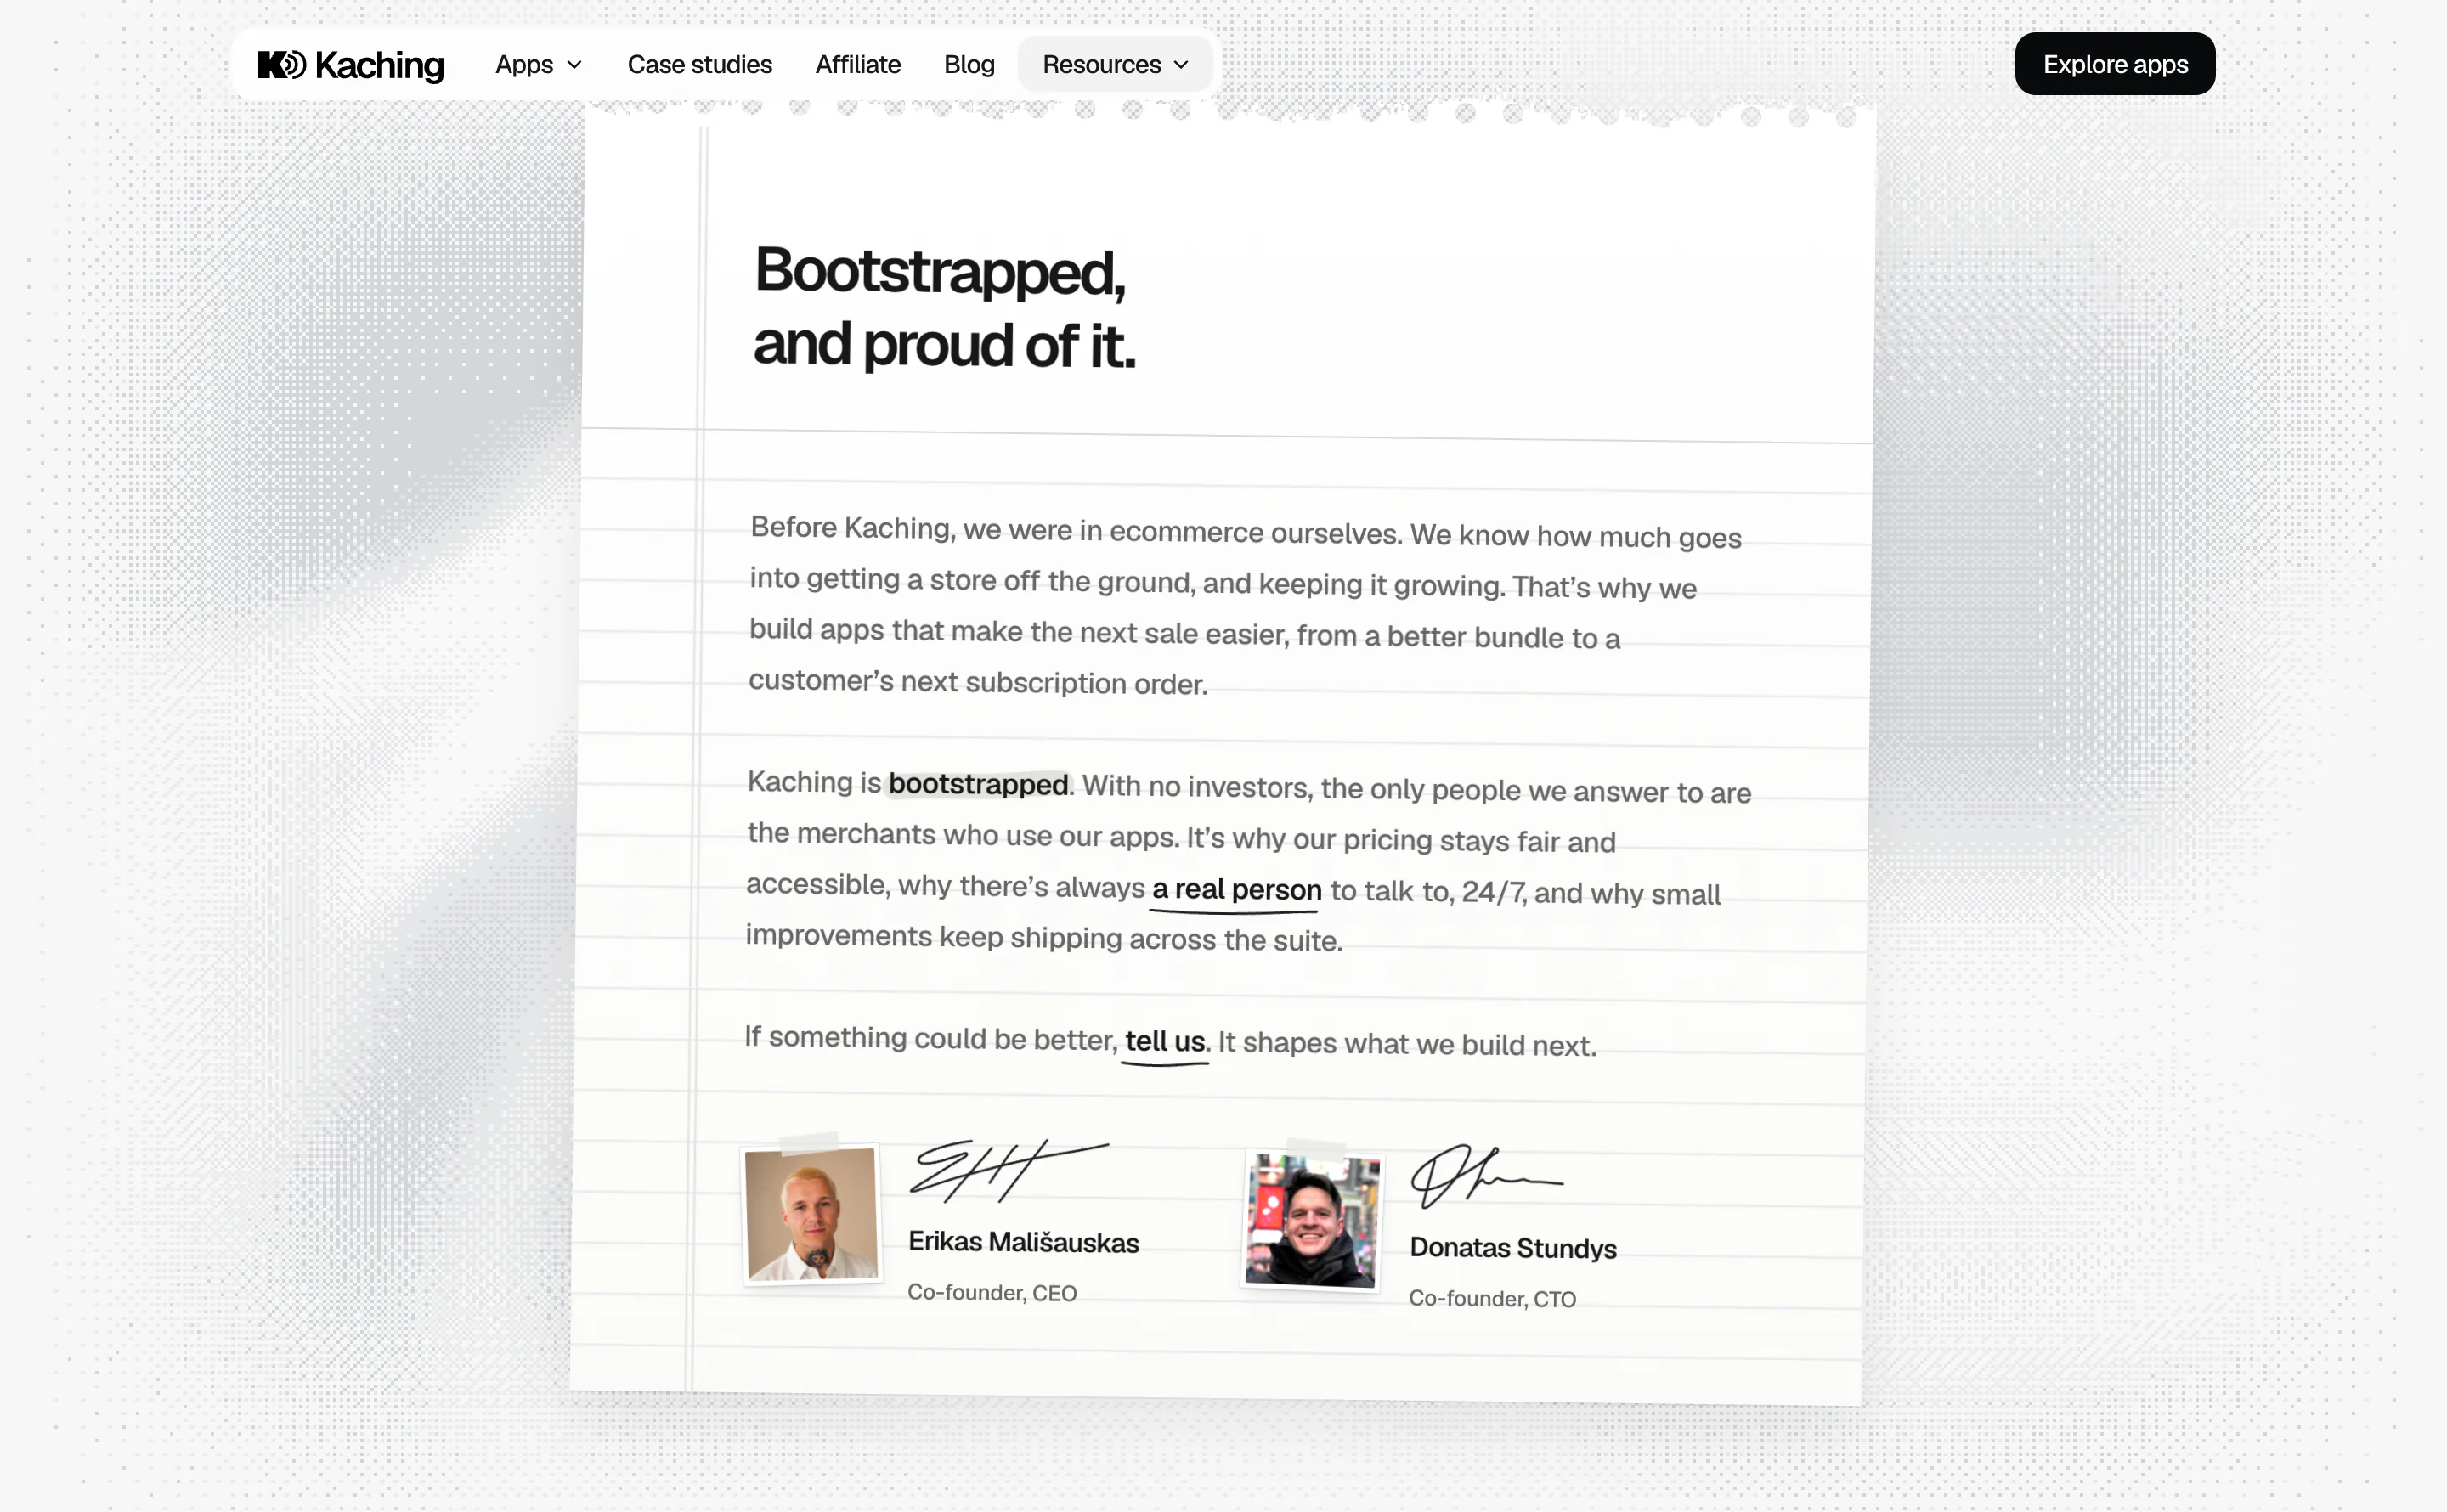 Kaching
Apps
Case studies
Affiliate
Blog
Resources
Explore apps
Bootstrapped,
and proud of it.
Before Kaching, we were in ecommerce ourselves. We know how much goes
into getting a store off the ground, and keeping it growing. That’s why we
build apps that make the next sale easier, from a better bundle to a
customer’s next subscription order.
Kaching is bootstrapped. With no investors, the only people we answer to are
the merchants who use our apps. It’s why our pricing stays fair and
accessible, why there’s always a real person to talk to, 24/7, and why small
improvements keep shipping across the suite.
If something could be better, tell us. It shapes what we build next.
Erikas Mališauskas
Co-founder, CEO
Donatas Stundys
Co-founder, CTO